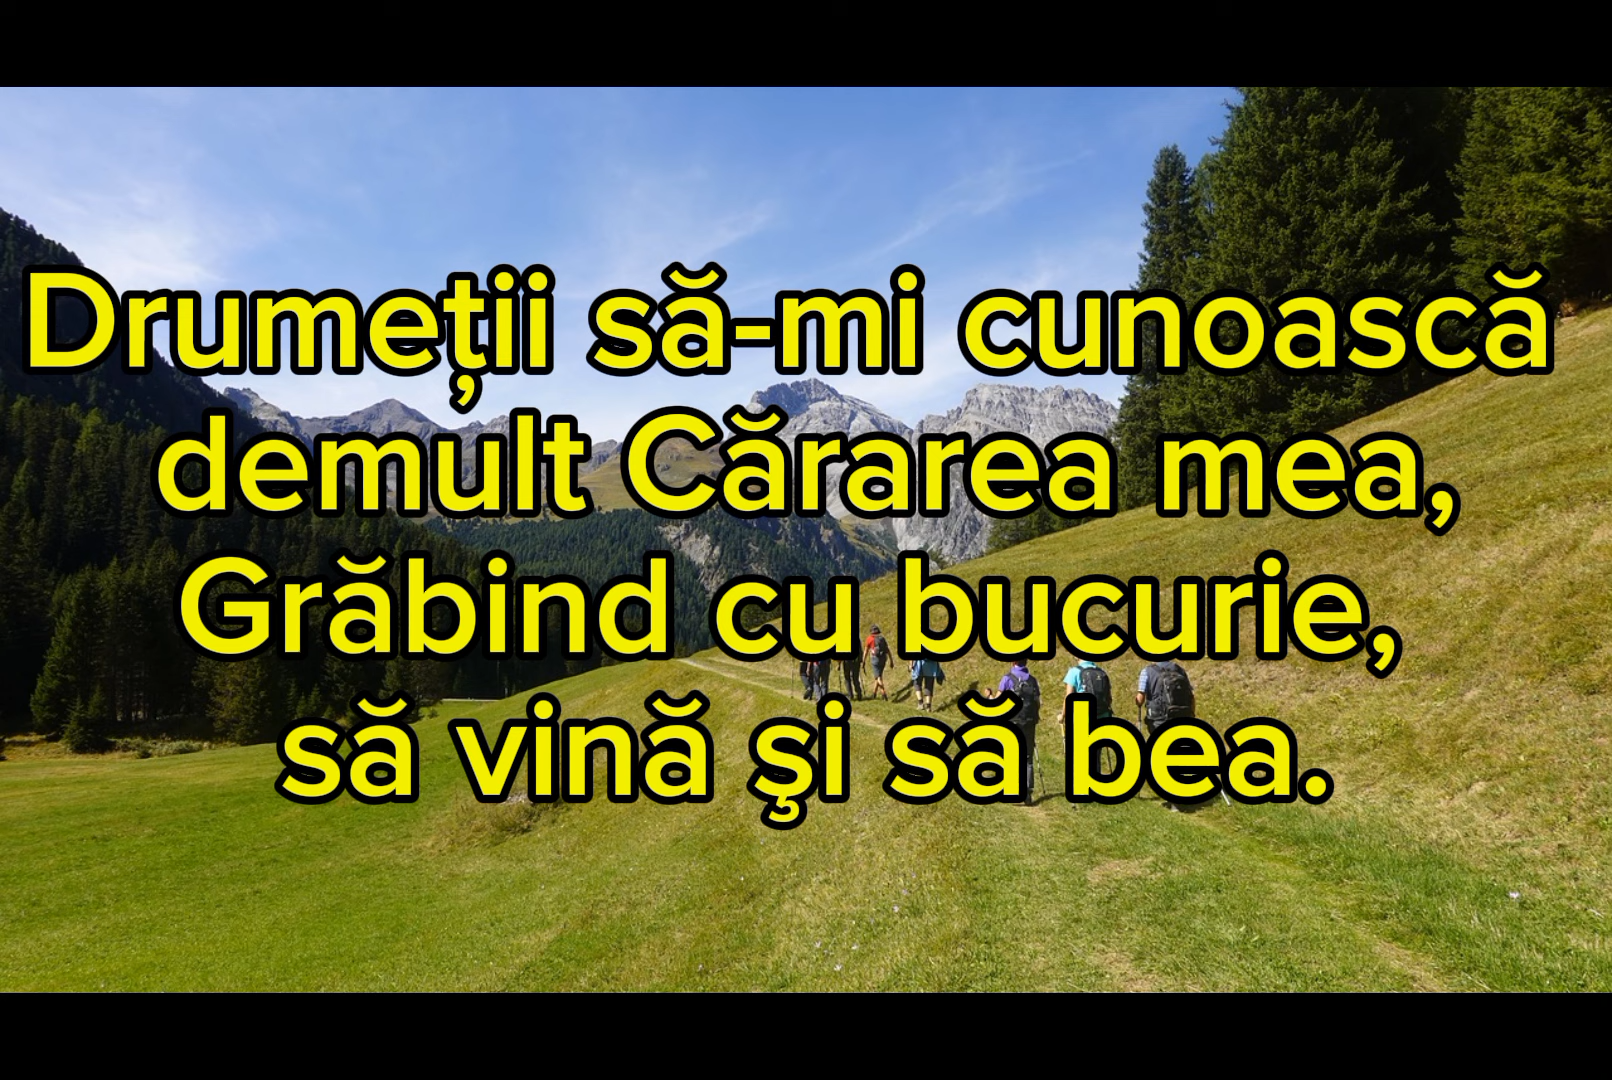 Drumeții să-mi cunoască
demult Cărarea mea,
Grăbind cu bucurie,
să vină şi să bea.